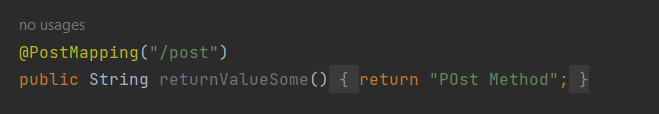 no usages
@PostMapping("/post")
public String returnValueSome() { return "POst Method"; }